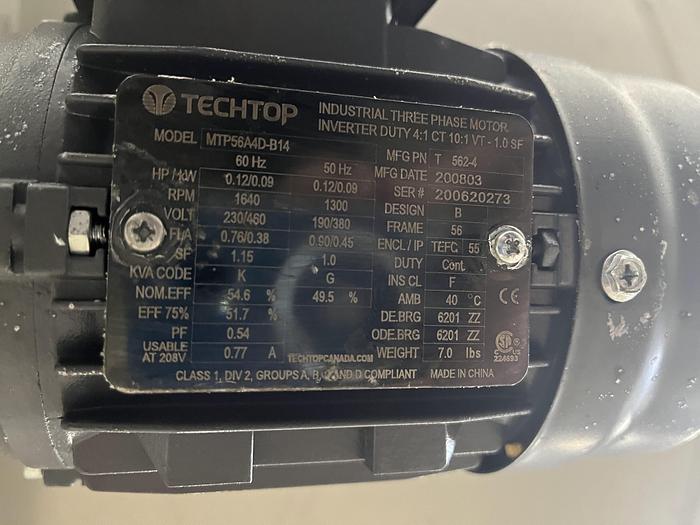 TECHTOP
INDUSTRIAL THREE PHASE MOTOR
INVERTER DUTY 4:1 CT 10:1 VT - 1.0 SF
MODEL MTP56A4D-B14
MFG PN T 562-4
60 Hz 50 Hz
MFG DATE 200803
HP / kW 0.12/0.09 0.12/0.09
SER # 200620273
RPM 1640 1300
DESIGN B
VOLT 230/460 190/380
FRAME 56
FLA 0.76/0.38 0.90/0.45
ENCL / IP TEFC 55
SF 1.15 1.0
DUTY Cont.
KVA CODE K G
INS CL F
NOM.EFF 54.6 % 49.5 %
AMB 40 °C
CE
EFF 75% 51.7 %
DE.BRG 6201 ZZ
PF 0.54
ODE.BRG 6201 ZZ
USABLE AT 208V 0.77 A
TECHTOPCANADA.COM
WEIGHT 7.0 lbs
C US
224693
CLASS 1, DIV 2, GROUPS A, B, C AND D COMPLIANT MADE IN CHINA